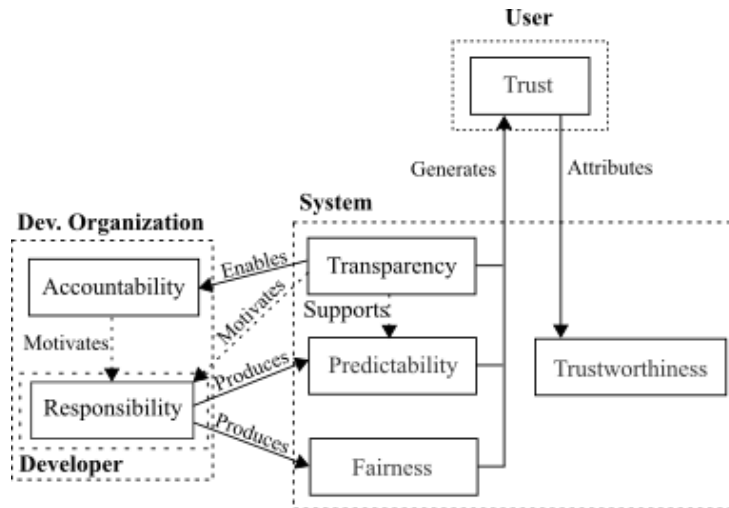 User
Trust
Generates
Attributes
System
Dev. Organization
Enables
Transparency
Accountability
Motivates
Supports
Motivates
Produces
Predictability
Trustworthiness
Responsibility
Produces
Developer
Fairness